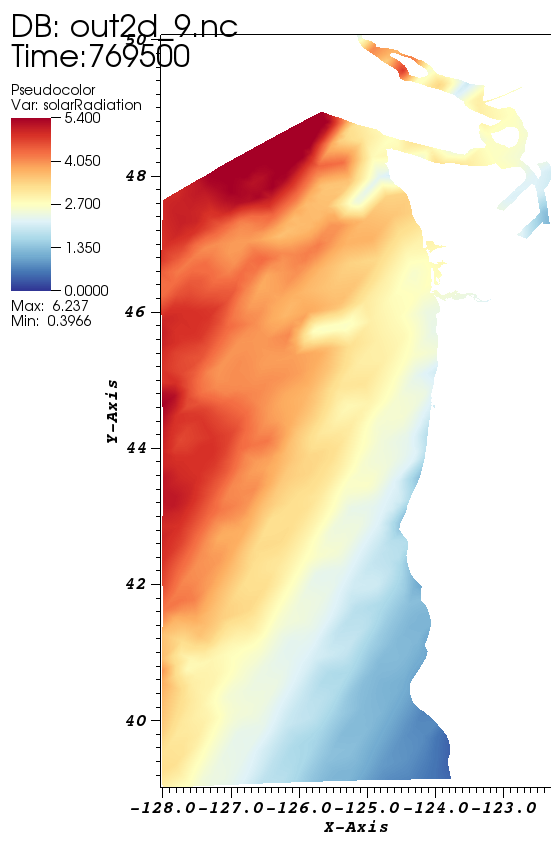 DB: out2d_9.nc
Time:769500
Pseudocolor
Var: solarRadiation
5.400
4.050
2.700
1.350
0.0000
Max: 6.237
Min: 0.3966
50
48
46
44
42
40
Y-Axis
-128.0 -127.0 -126.0 -125.0 -124.0 -123.0
X-Axis